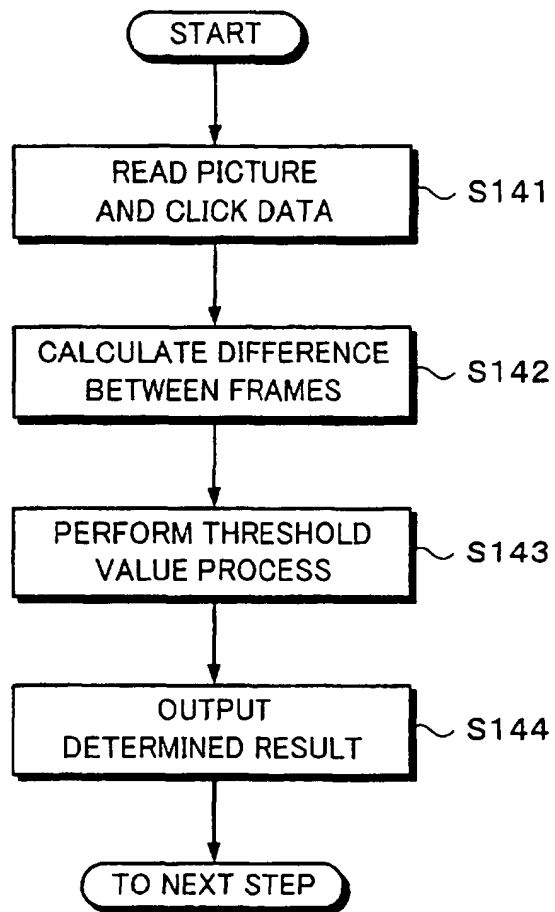 START
READ PICTURE
AND CLICK DATA
S141
CALCULATE DIFFERENCE
BETWEEN FRAMES
S142
PERFORM THRESHOLD
VALUE PROCESS
S143
OUTPUT
DETERMINED RESULT
S144
TO NEXT STEP